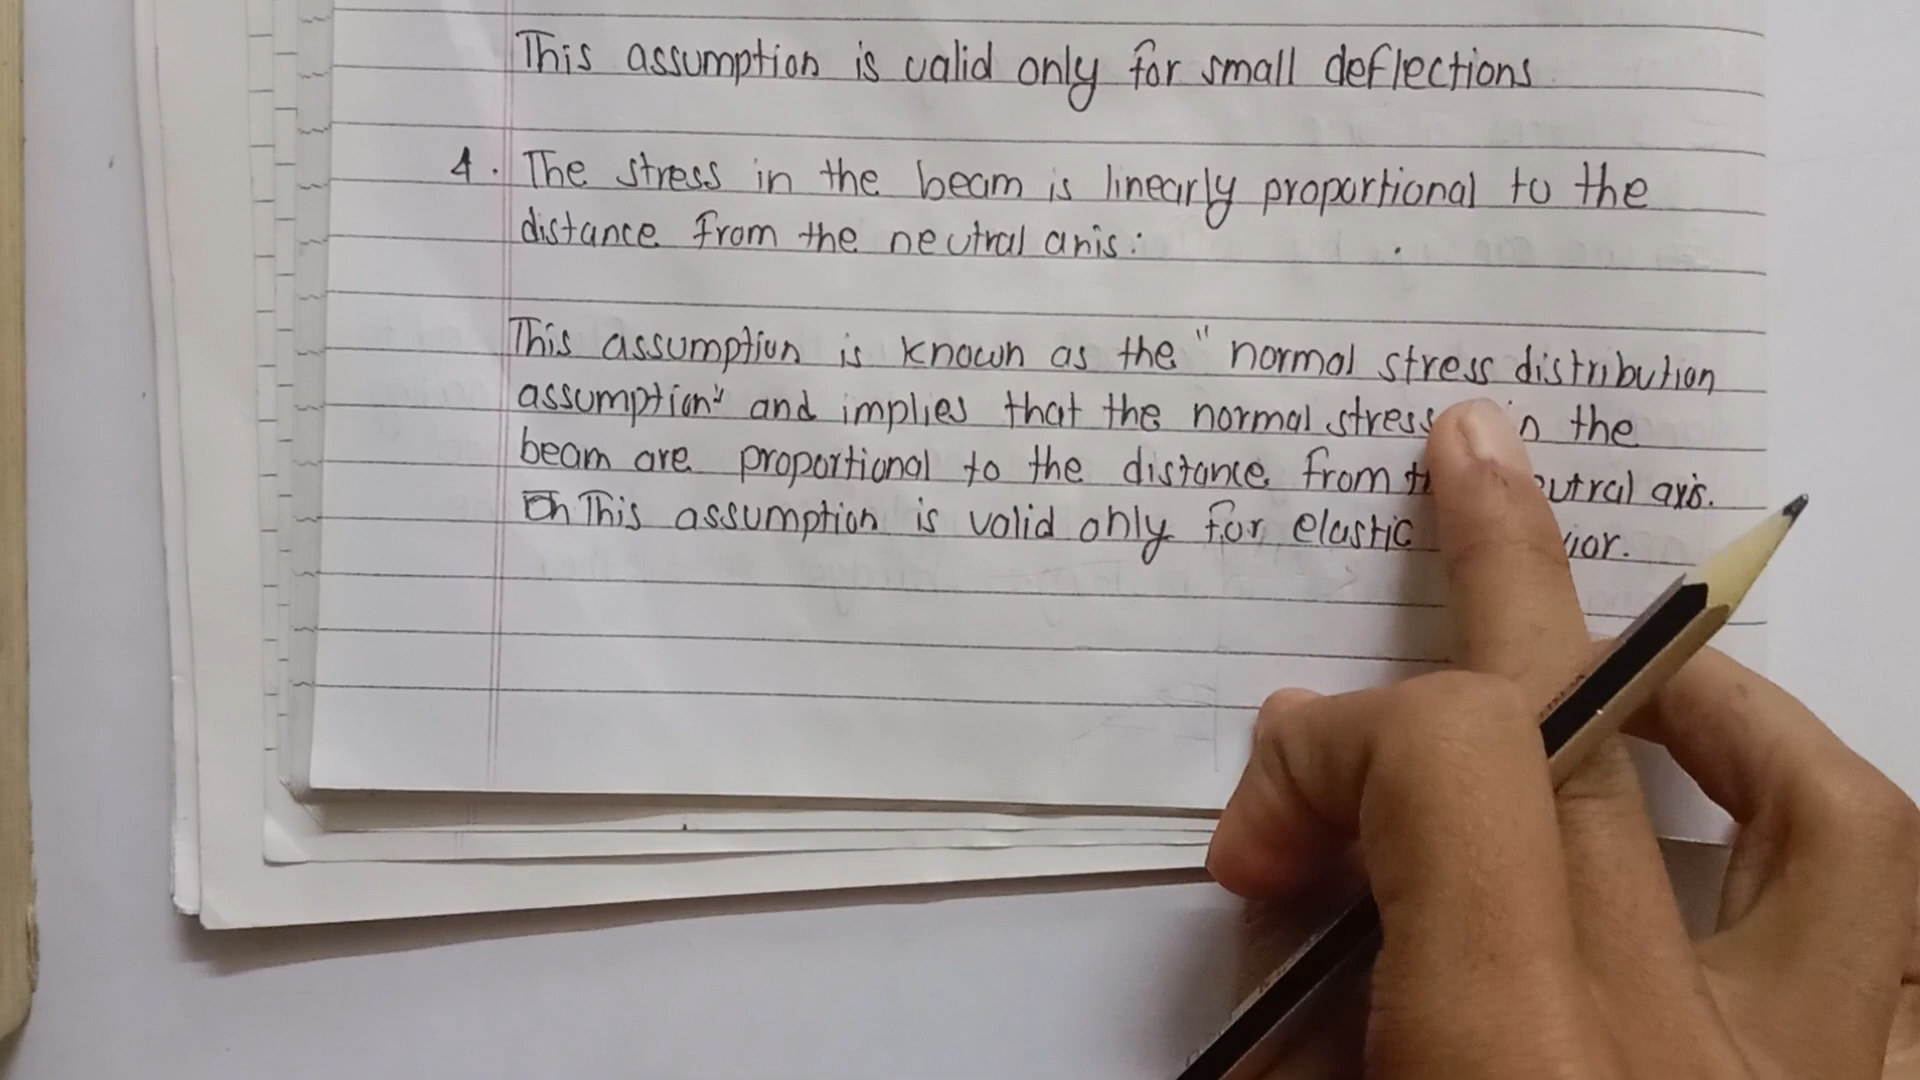 This assumption is valid only for small deflections
4. The stress in the beam is linearly proportional to the
distance from the neutral anis:
This assumption is known as the "normal stress distribution
assumption" and implies that the normal stress in the
beam are proportional to the distance from axis.
This assumption is valid only for elastic